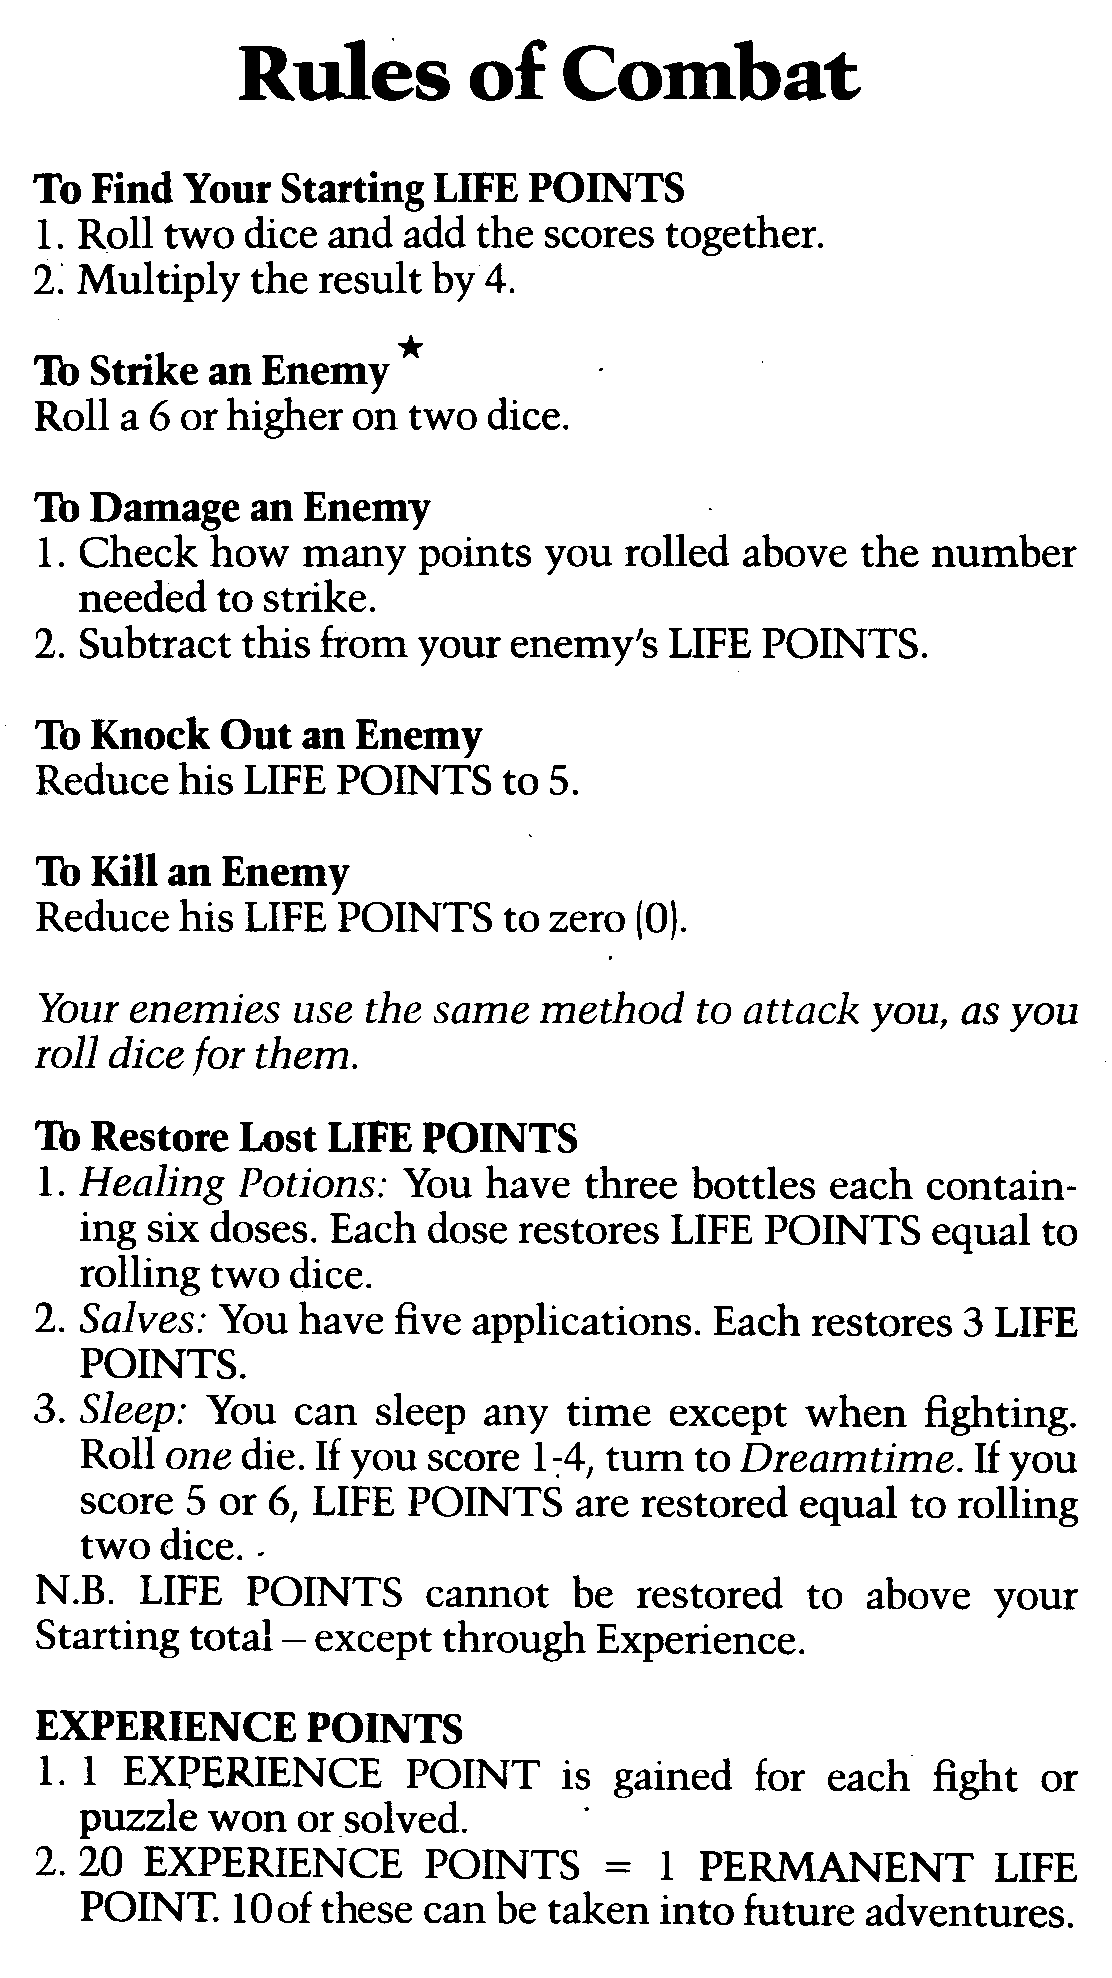 Rules of Combat
To Find Your Starting LIFE POINTS
1. Roll two dice and add the scores together.
2. Multiply the result by 4.
To Strike an Enemy ★
Roll a 6 or higher on two dice.
To Damage an Enemy
1. Check how many points you rolled above the number
needed to strike.
2. Subtract this from your enemy's LIFE POINTS.
To Knock Out an Enemy
Reduce his LIFE POINTS to 5.
To Kill an Enemy
Reduce his LIFE POINTS to zero (0).
Your enemies use the same method to attack you, as you
roll dice for them.
To Restore Lost LIFE POINTS
1. Healing Potions: You have three bottles each contain-
ing six doses. Each dose restores LIFE POINTS equal to
rolling two dice.
2. Salves: You have five applications. Each restores 3 LIFE
POINTS.
3. Sleep: You can sleep any time except when fighting.
Roll one die. If you score 1-4, turn to Dreamtime. If you
score 5 or 6, LIFE POINTS are restored equal to rolling
two dice.
N.B. LIFE POINTS cannot be restored to above your
Starting total – except through Experience.
EXPERIENCE POINTS
1. 1 EXPERIENCE POINT is gained for each fight or
puzzle won or solved.
2. 20 EXPERIENCE POINTS = 1 PERMANENT LIFE
POINT. 10 of these can be taken into future adventures.